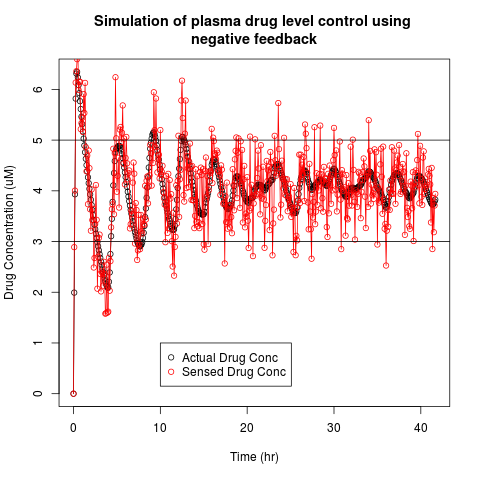 Simulation of plasma drug level control using
negative feedback
Drug Concentration (uM)
6
5
4
3
2
1
0
Actual Drug Conc
Sensed Drug Conc
0 10 20 30 40
Time (hr)